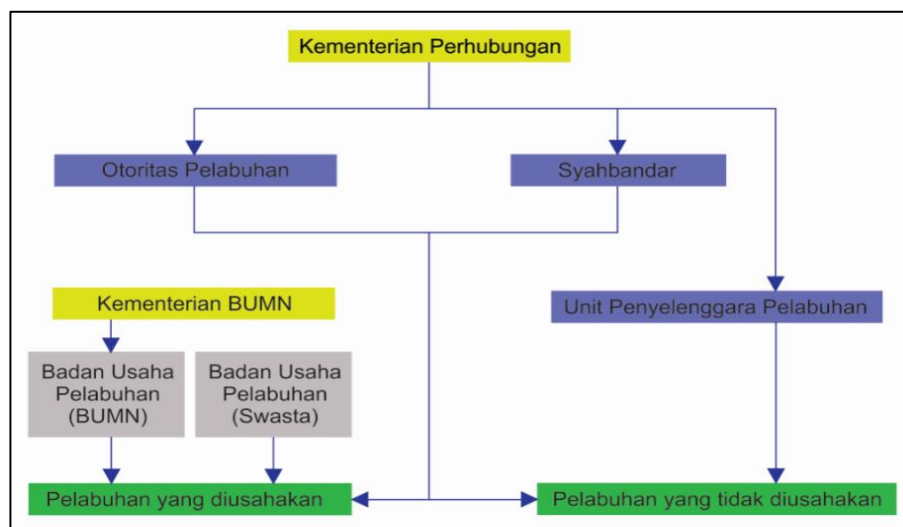 Kementerian Perhubungan
Otoritas Pelabuhan
Syahbandar
Kementerian BUMN
Unit Penyelenggara Pelabuhan
Badan Usaha
Pelabuhan
(BUMN)
Badan Usaha
Pelabuhan
(Swasta)
Pelabuhan yang diusahakan
Pelabuhan yang tidak diusahakan